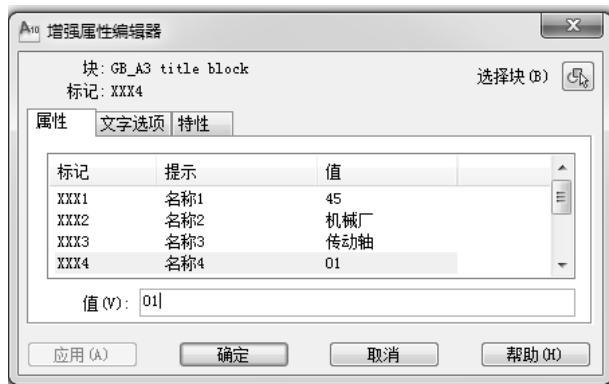 A10 增强属性编辑器
块: GB_A3 title block
标记: XXX4
选择块(B)
属性 文字选项 特性
标记 提示 值
XXX1 名称1 45
XXX2 名称2 机械厂
XXX3 名称3 传动轴
XXX4 名称4 01
值(V): 01
应用(A) 确定 取消 帮助(H)